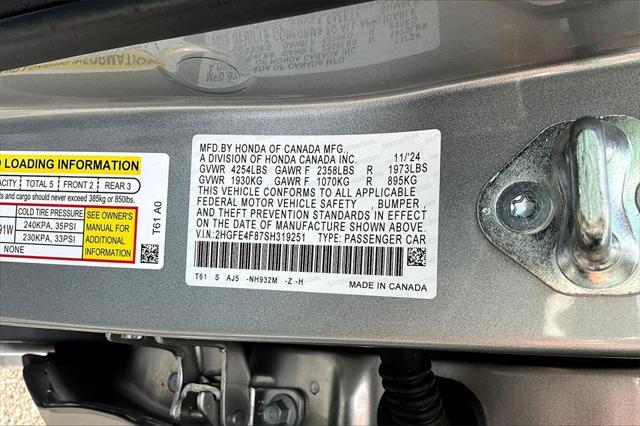 LOADING INFORMATION
TOTAL 5 FRONT 2 REAR 3
and cargo should never exceed 385kg or 850lbs.
COLD TIRE PRESSURE
240KPA, 35PSI
230KPA, 33PSI
NONE
SEE OWNER'S
MANUAL FOR
ADDITIONAL
INFORMATION
T61 A0
MFD.BY HONDA OF CANADA MFG.,
A DIVISION OF HONDA CANADA INC. 11/'24
GVWR 4254LBS GAWR F 2358LBS R 1973LBS
GVWR 1930KG GAWR F 1070KG R 895KG
THIS VEHICLE CONFORMS TO ALL APPLICABLE
FEDERAL MOTOR VEHICLE SAFETY, BUMPER,
AND THEFT PREVENTION STANDARDS IN EFFECT
ON THE DATE OF MANUFACTURE SHOWN ABOVE.
V.I.N.:2HGFE4F87SH319251 TYPE: PASSENGER CAR
T61 S AJ5 -NH932M -Z -H
MADE IN CANADA